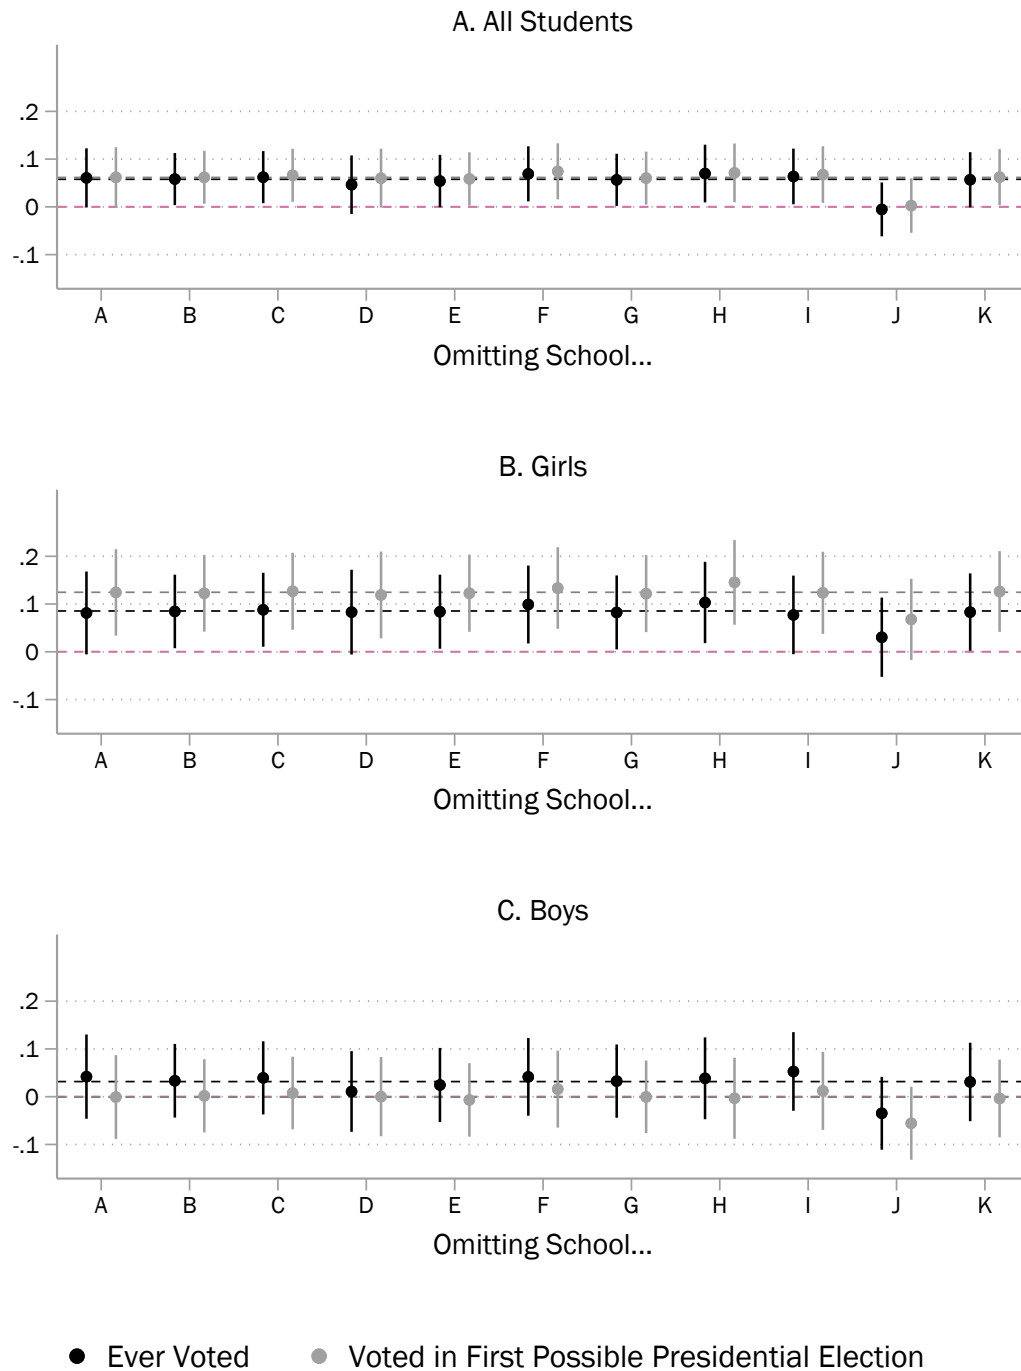 A. All Students
.2
.1
0
-.1
A B C D E F G H I J K
Omitting School...
B. Girls
.2
.1
0
-.1
A B C D E F G H I J K
Omitting School...
C. Boys
.2
.1
0
-.1
A B C D E F G H I J K
Omitting School...
Ever Voted Voted in First Possible Presidential Election